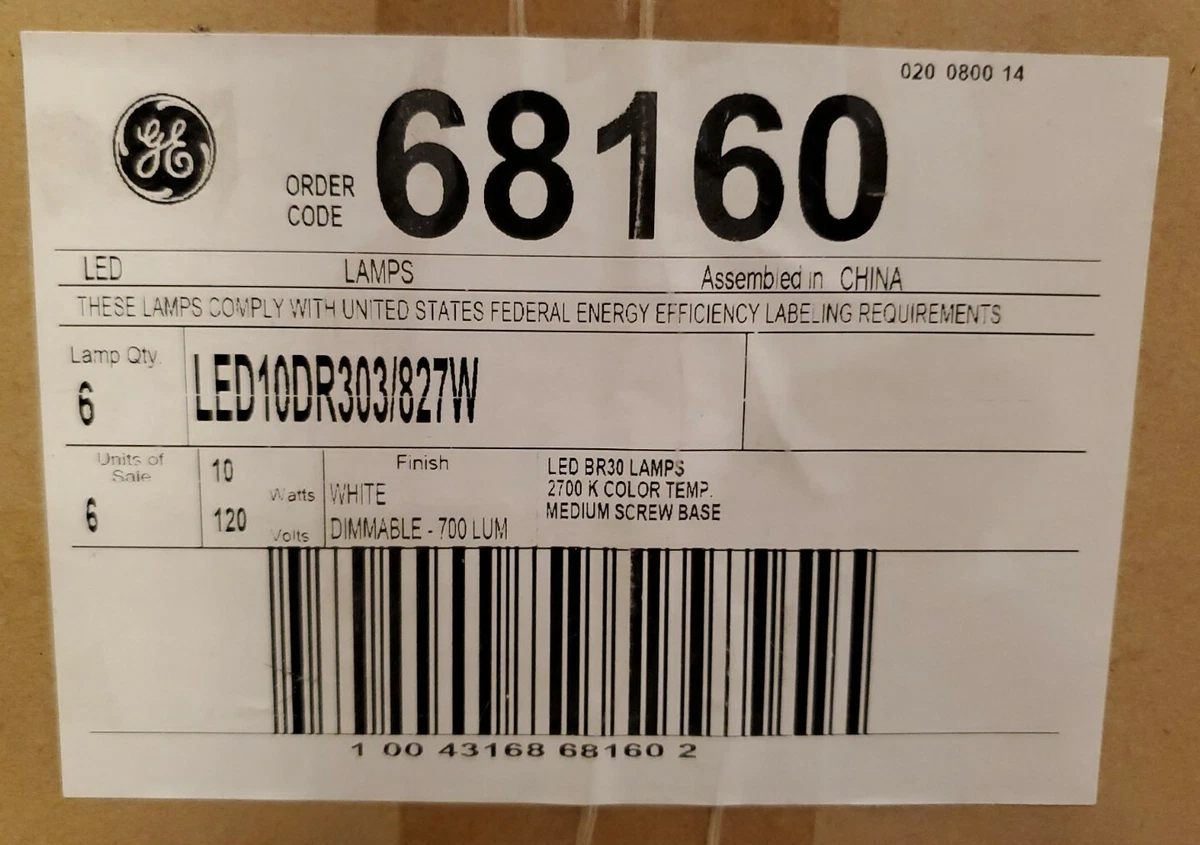 020 0800 14
GE
ORDER CODE 68160
LED LAMPS Assembled in CHINA
THESE LAMPS COMPLY WITH UNITED STATES FEDERAL ENERGY EFFICIENCY LABELING REQUIREMENTS
Lamp Qty.
6
LED10DR303/827W
Units of
Sale
6
10 Watts
120 Volts
Finish
WHITE
DIMMABLE - 700 LUM
LED BR30 LAMPS
2700 K COLOR TEMP.
MEDIUM SCREW BASE
1 00 43168 68160 2